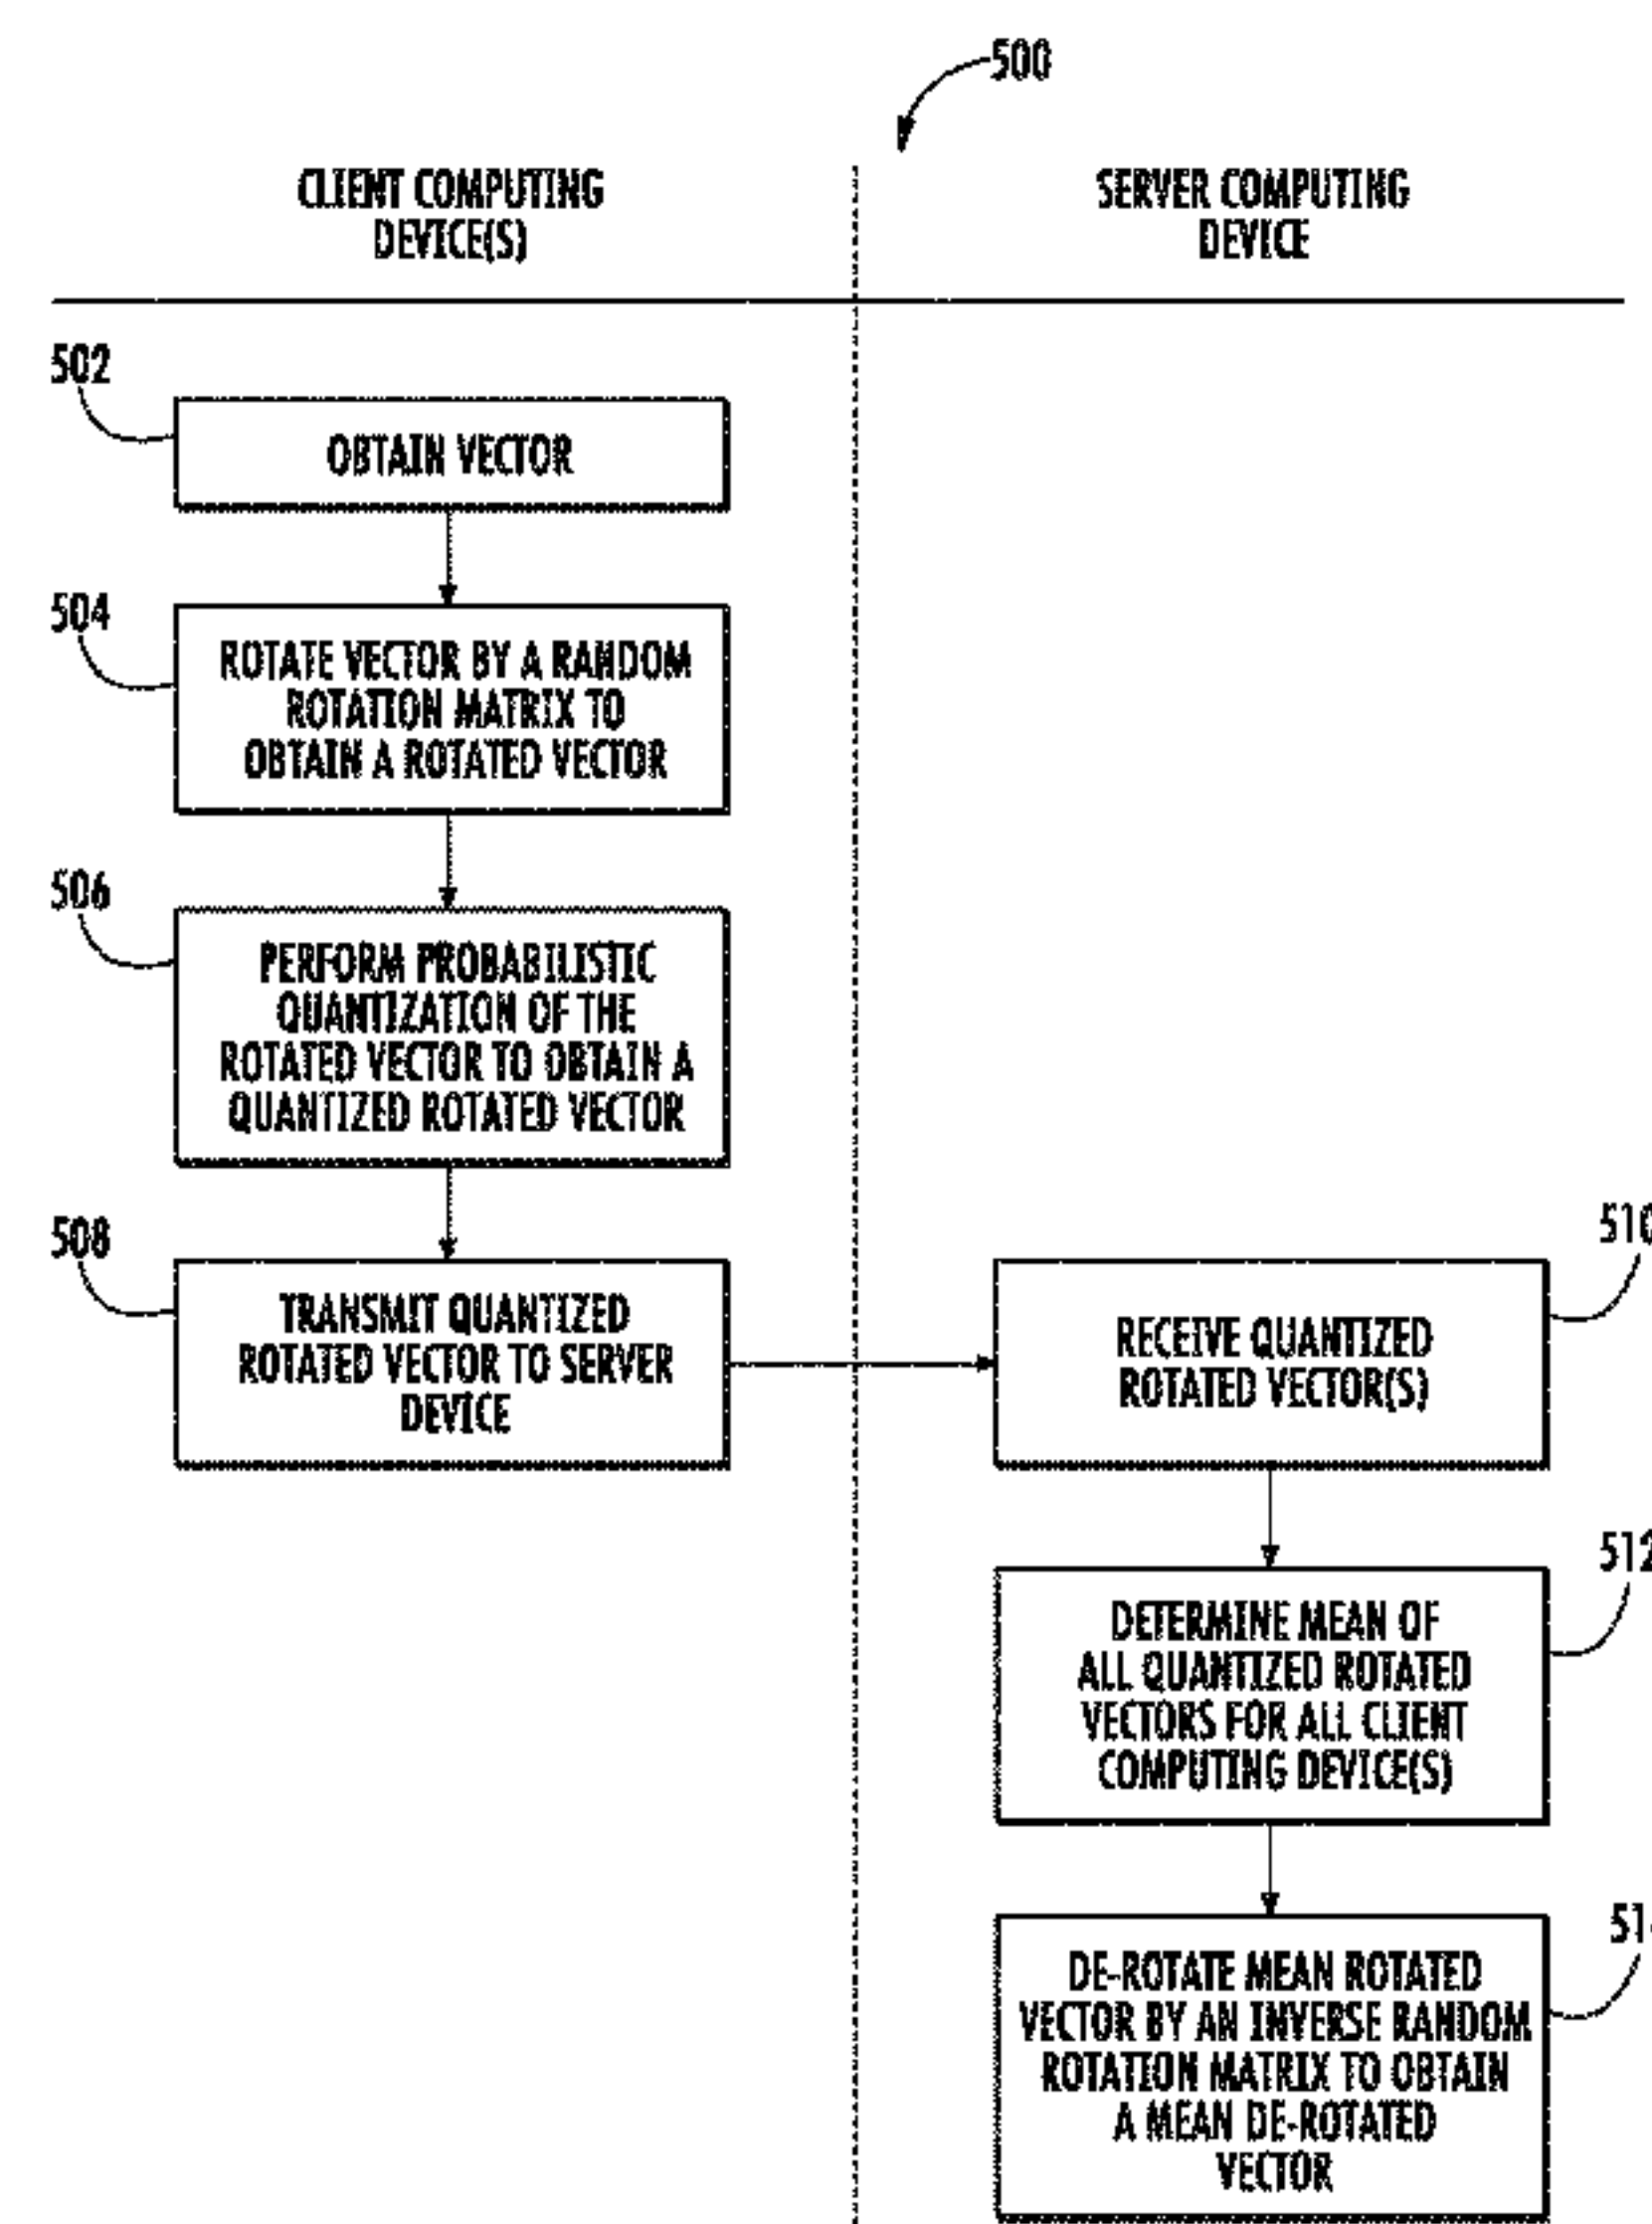 500
CLIENT COMPUTING
DEVICE(S)
SERVER COMPUTING
DEVICE
502
OBTAIN VECTOR
504
ROTATE VECTOR BY A RANDOM
ROTATION MATRIX TO
OBTAIN A ROTATED VECTOR
506
PERFORM PROBABILISTIC
QUANTIZATION OF THE
ROTATED VECTOR TO OBTAIN A
QUANTIZED ROTATED VECTOR
508
TRANSMIT QUANTIZED
ROTATED VECTOR TO SERVER
DEVICE
510
RECEIVE QUANTIZED
ROTATED VECTOR(S)
512
DETERMINE MEAN OF
ALL QUANTIZED ROTATED
VECTORS FOR ALL CLIENT
COMPUTING DEVICE(S)
DE-ROTATE MEAN ROTATED
VECTOR BY AN INVERSE RANDOM
ROTATION MATRIX TO OBTAIN
A MEAN DE-ROTATED
VECTOR